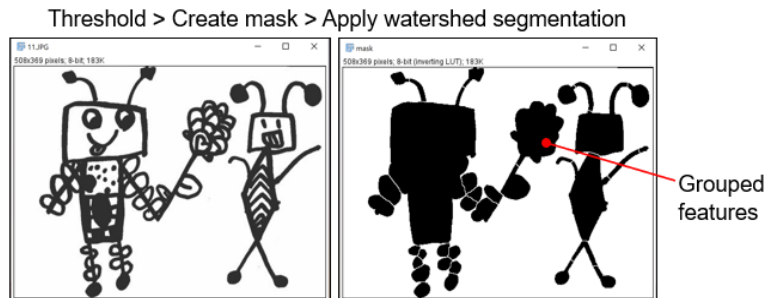 Threshold > Create mask > Apply watershed segmentation
11.JPG
508x369 pixels; 8-bit; 183K
mask
508x369 pixels; 8-bit (inverting LUT); 183K
Grouped
features